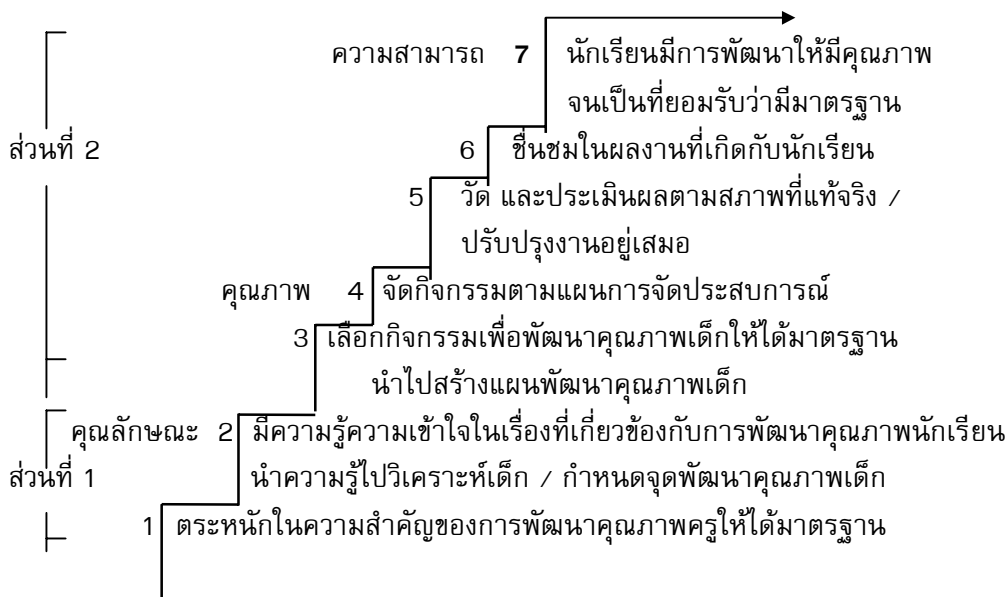 ความสามารถ 7 นักเรียนมีการพัฒนาให้มีคุณภาพ
จนเป็นที่ยอมรับว่ามีมาตรฐาน
ส่วนที่ 2
6 ชื่นชมในผลงานที่เกิดกับนักเรียน
5 วัด และประเมินผลตามสภาพที่แท้จริง /
ปรับปรุงงานอยู่เสมอ
คุณภาพ 4 จัดกิจกรรมตามแผนการจัดประสบการณ์
3 เลือกกิจกรรมเพื่อพัฒนาคุณภาพเด็กให้ได้มาตรฐาน
นำไปสร้างแผนพัฒนาคุณภาพเด็ก
คุณลักษณะ 2 มีความรู้ความเข้าใจในเรื่องที่เกี่ยวข้องกับการพัฒนาคุณภาพนักเรียน
ส่วนที่ 1 นำความรู้ไปวิเคราะห์เด็ก / กำหนดจุดพัฒนาคุณภาพเด็ก
1 ตระหนักในความสำคัญของการพัฒนาคุณภาพครูให้ได้มาตรฐาน